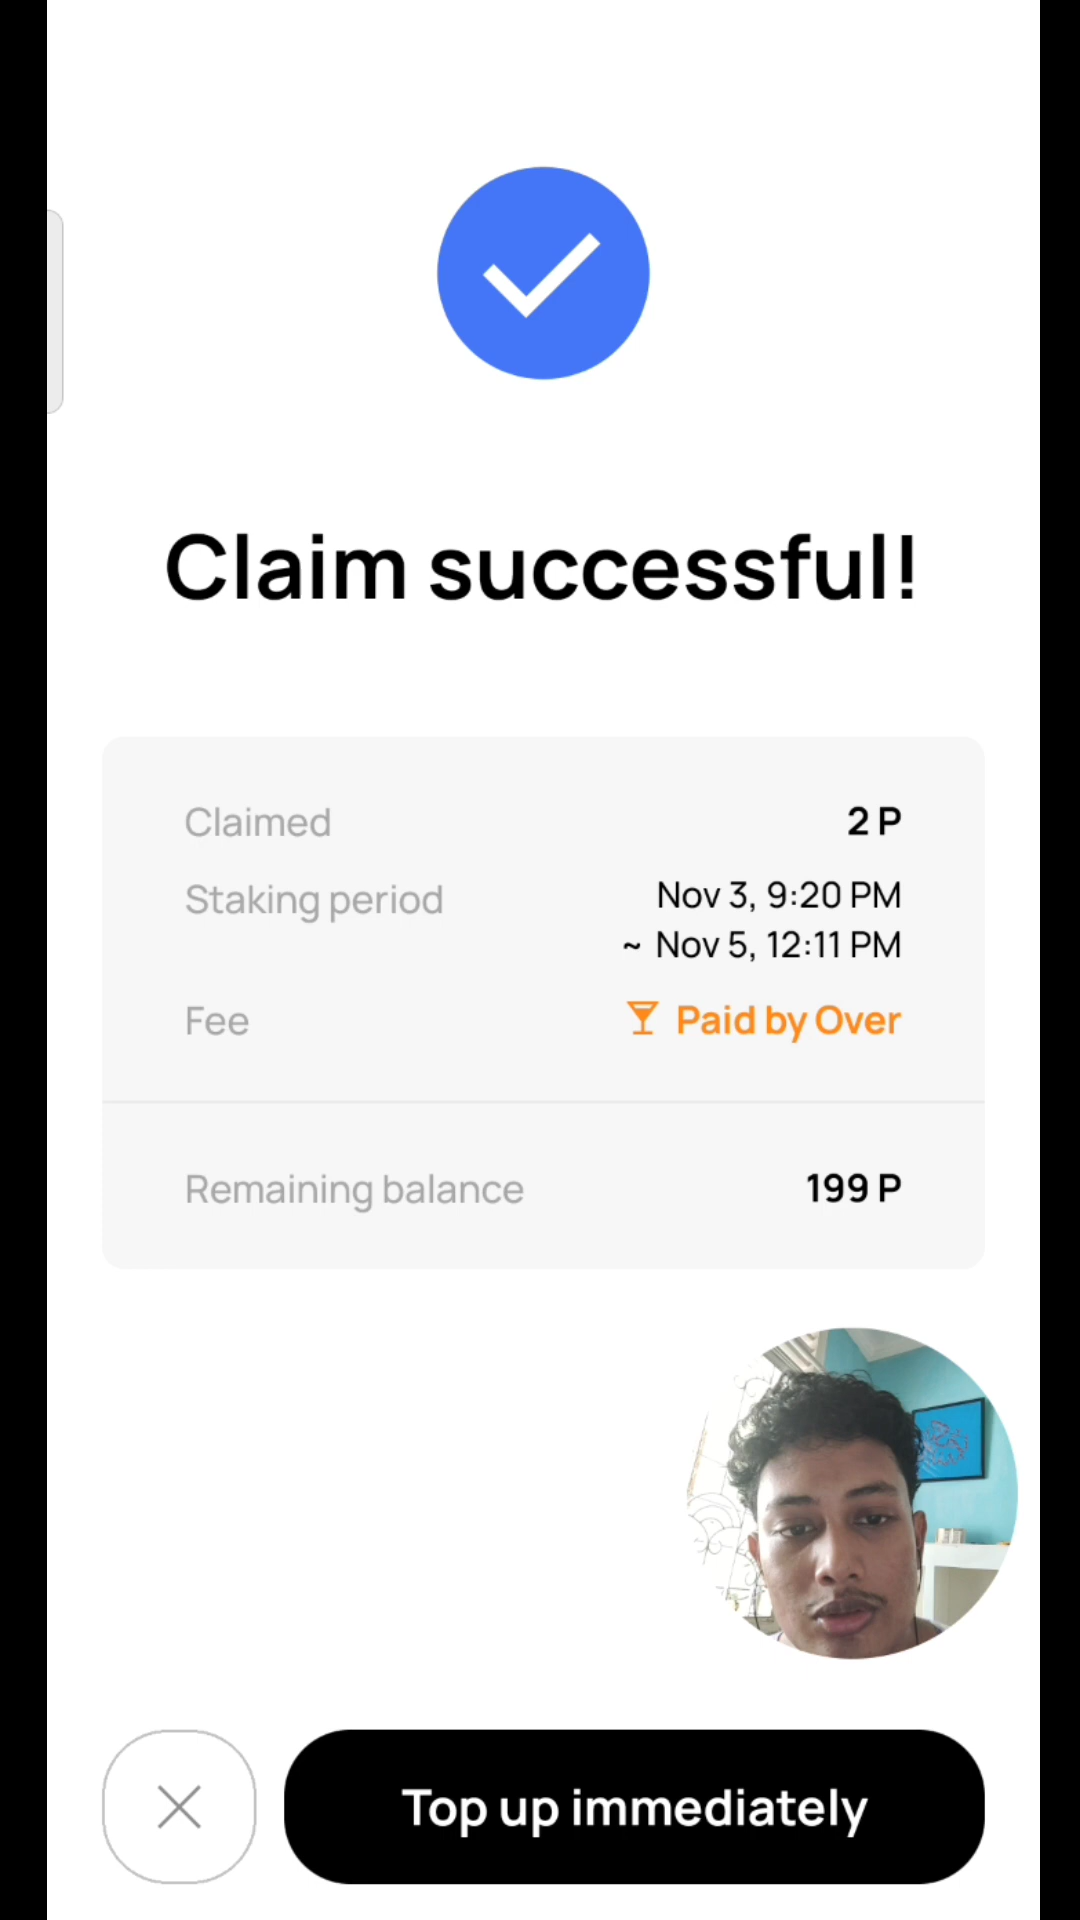 Claim successful!
Claimed 2 P
Staking period Nov 3, 9:20 PM
~ Nov 5, 12:11 PM
Fee Paid by Over
Remaining balance 199 P
Top up immediately